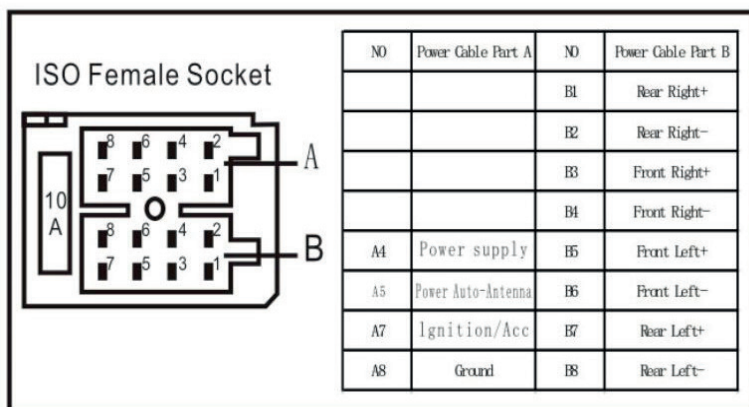 ISO Female Socket
8 6 4 2
7 5 3 1
A
10
A
8 6 4 2
7 5 3 1
B
NO Power Cable Part A NO Power Cable Part B
B1 Rear Right+
B2 Rear Right-
B3 Front Right+
B4 Front Right-
A4 Power supply B5 Front Left+
A5 Power Auto-Antenna B6 Front Left-
A7 Ignition/Acc B7 Rear Left+
A8 Ground B8 Rear Left-